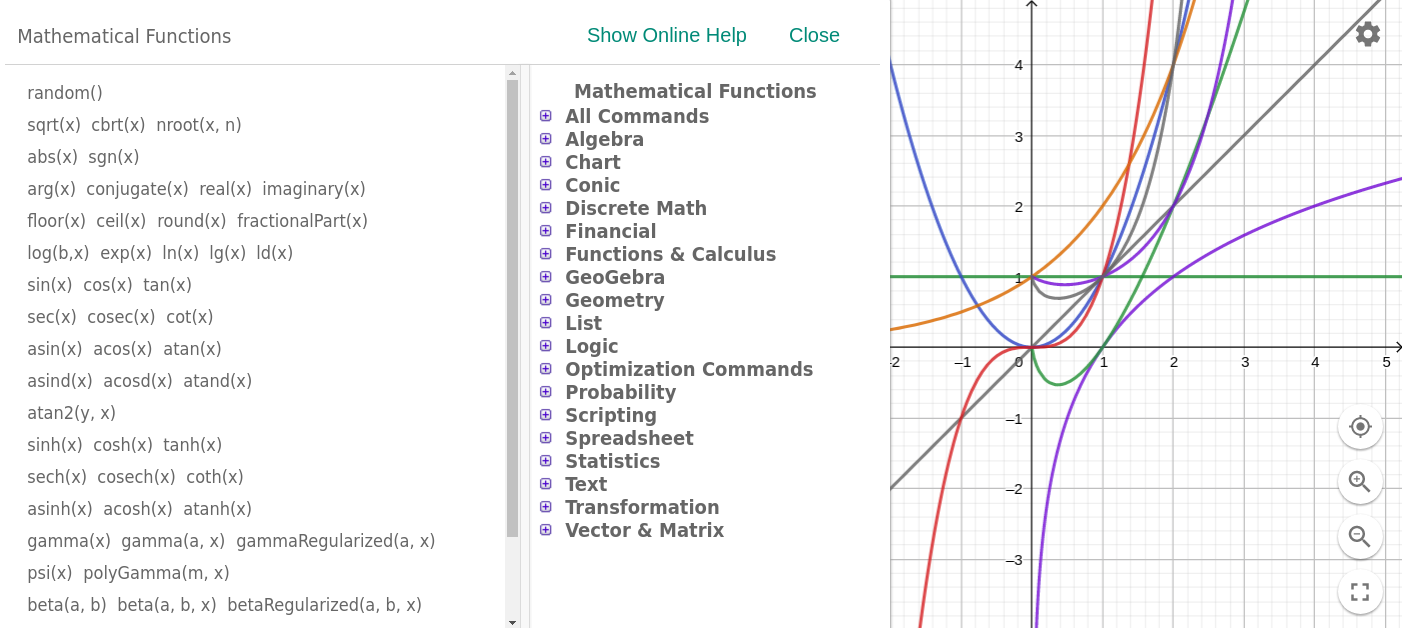 Mathematical Functions
Show Online Help Close
random()
sqrt(x) cbrt(x) nroot(x, n)
abs(x) sgn(x)
arg(x) conjugate(x) real(x) imaginary(x)
floor(x) ceil(x) round(x) fractionalPart(x)
log(b,x) exp(x) ln(x) lg(x) ld(x)
sin(x) cos(x) tan(x)
sec(x) cosec(x) cot(x)
asin(x) acos(x) atan(x)
asind(x) acosd(x) atand(x)
atan2(y, x)
sinh(x) cosh(x) tanh(x)
sech(x) cosech(x) coth(x)
asinh(x) acosh(x) atanh(x)
gamma(x) gamma(a, x) gammaRegularized(a, x)
psi(x) polyGamma(m, x)
beta(a, b) beta(a, b, x) betaRegularized(a, b, x)
Mathematical Functions
All Commands
Algebra
Chart
Conic
Discrete Math
Financial
Functions & Calculus
GeoGebra
Geometry
List
Logic
Optimization Commands
Probability
Scripting
Spreadsheet
Statistics
Text
Transformation
Vector & Matrix
4
3
2
1
2 –1 0 1 2 3 4 5
–1
–2
–3